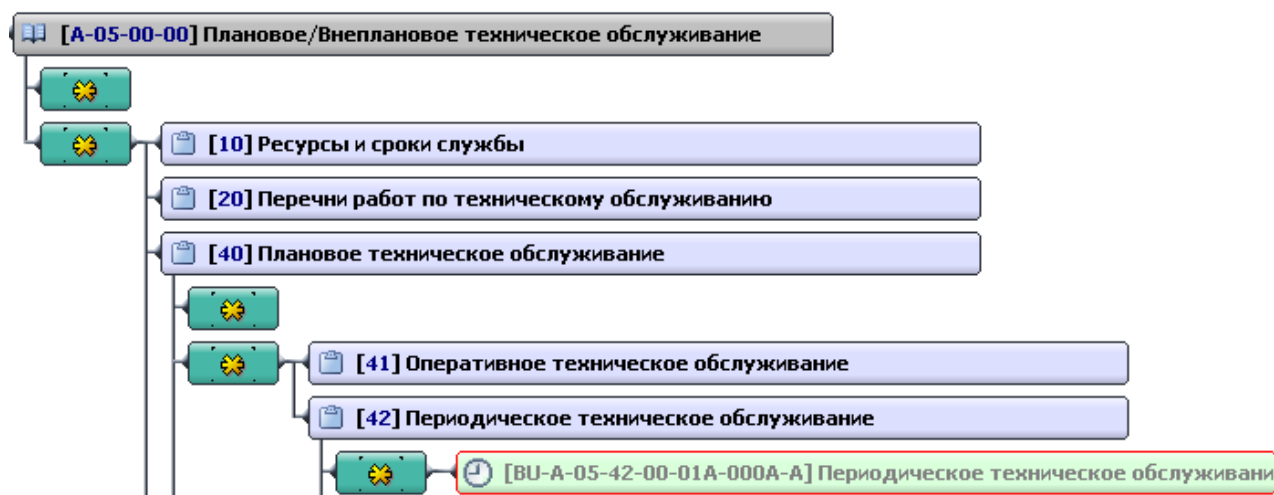 [A-05-00-00] Плановое/Внеплановое техническое обслуживание
[10] Ресурсы и сроки службы
[20] Перечни работ по техническому обслуживанию
[40] Плановое техническое обслуживание
[41] Оперативное техническое обслуживание
[42] Периодическое техническое обслуживание
[BU-A-05-42-00-01A-000A-A] Периодическое техническое обслуживани